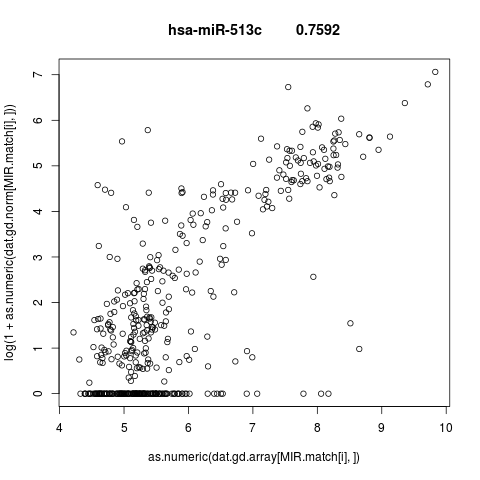 hsa-miR-513c 0.7592
7
6
5
4
3
2
1
0
log(1 + as.numeric(dat.gd.norm[MIR.match[i], ]))
4 5 6 7 8 9 10
as.numeric(dat.gd.array[MIR.match[i], ])